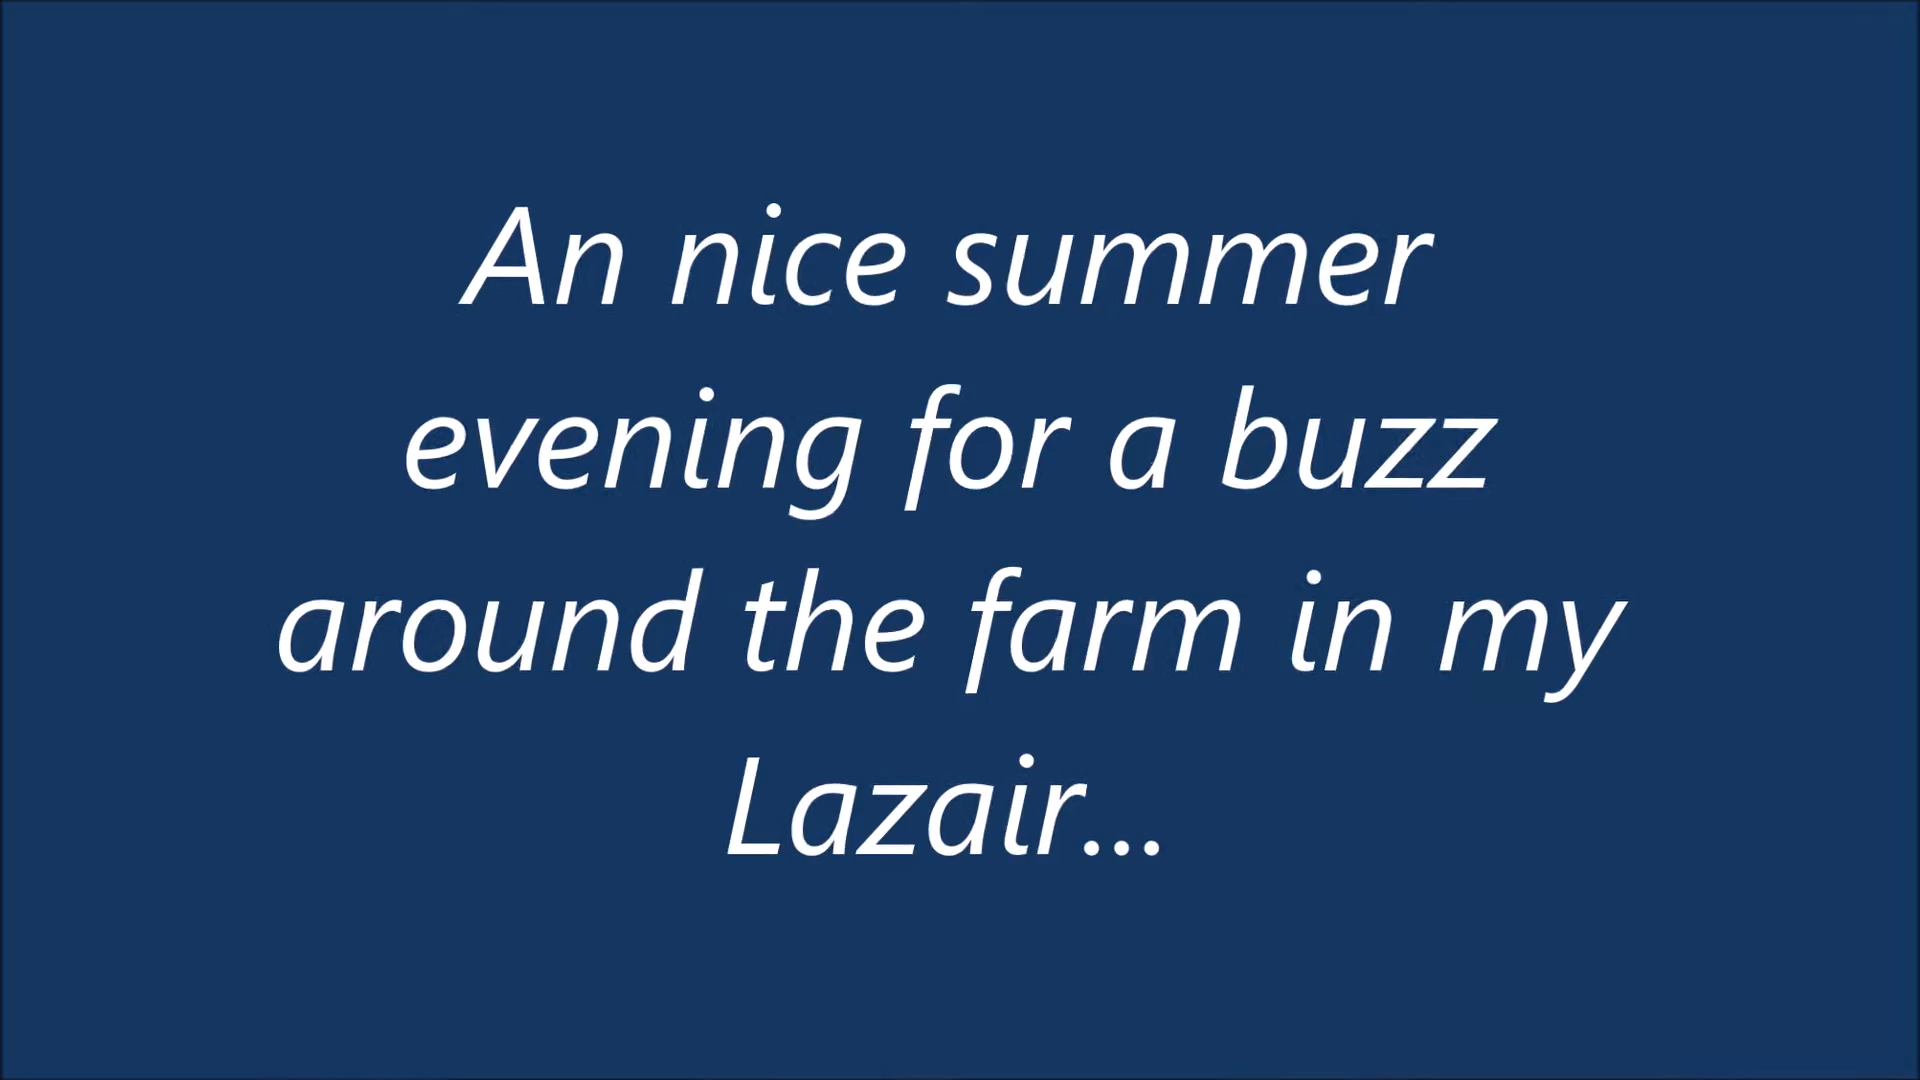 An nice summer
evening for a buzz
around the farm in my
Lazair...